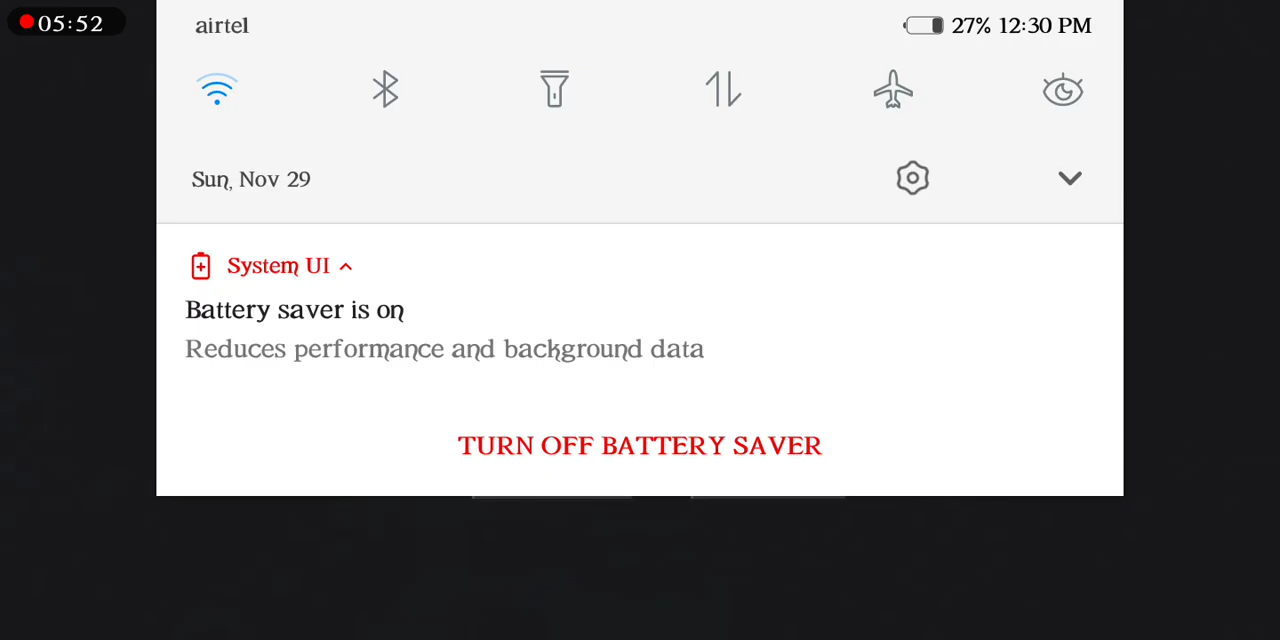 05:52
airtel 27% 12:30 PM
Sun, Nov 29
System UI
Battery saver is on
Reduces performance and background data
TURN OFF BATTERY SAVER